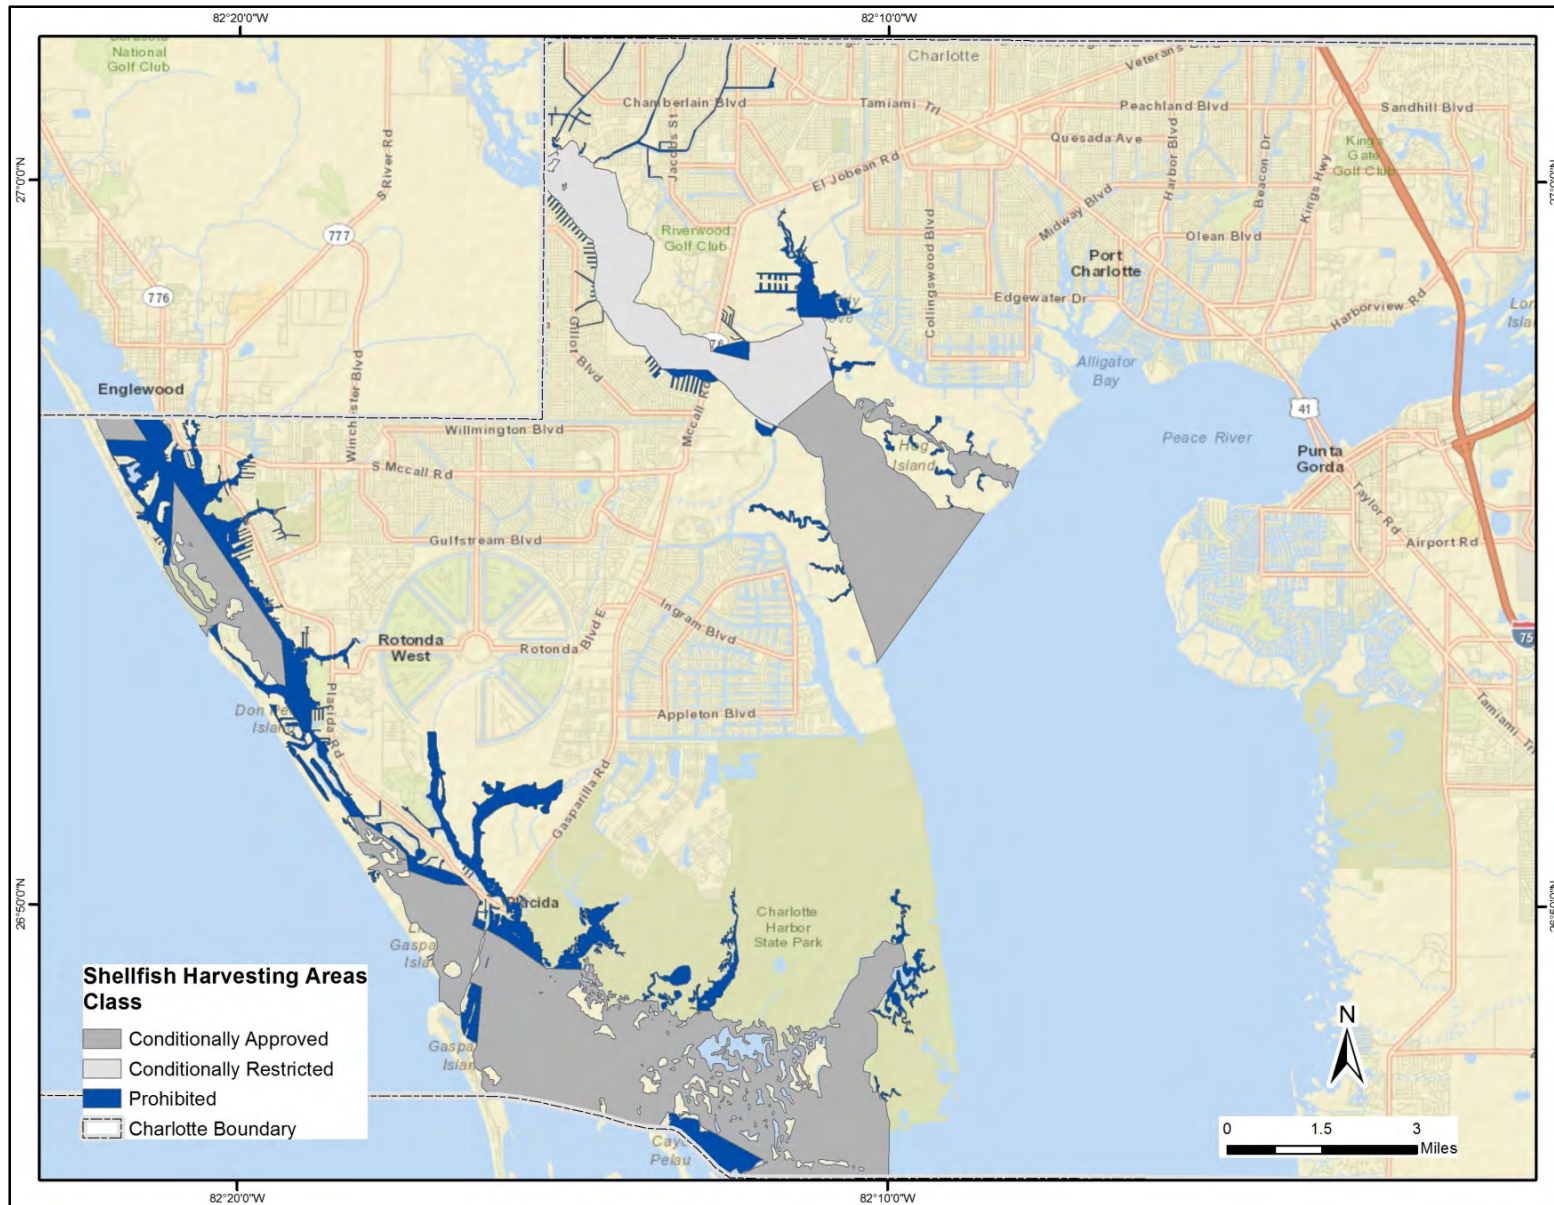 82°20'0"W
82°10'0"W
National
Golf Club
Charlotte
Veterans Blvd
Chamberlain Blvd
Tamiami Trl
Peachland Blvd
Sandhill Blvd
Jacobs St
Quesada Ave
Harbor Blvd
Beacon Dr
Kings Hwy
King's
Gate
Golf Club
27°0'0"N
S River Rd
El Jobean Rd
Midway Blvd
777
Riverwood
Golf Club
Collingswood Blvd
Olean Blvd
Port
Charlotte
776
Edgewater Dr
Harborview Rd
Gillot Blvd
Winchester Blvd
Alligator
Bay
Englewood
41
Mccall Rd
Willmington Blvd
Peace River
Punta
Gorda
S Mccall Rd
Hog
Island
Taylor Rd
Gulfstream Blvd
Airport Rd
Ingram Blvd
75
Rotonda
West
Rotonda Blvd E
Placida Rd
Appleton Blvd
Island
Tamiami
Gasparilla Rd
26°50'0"N
Placida
Charlotte
Harbor
State Park
Shellfish Harvesting Areas
Class
Conditionally Approved
Conditionally Restricted
Prohibited
Charlotte Boundary
N
0 1.5 3
Miles
Pelau
82°20'0"W
82°10'0"W